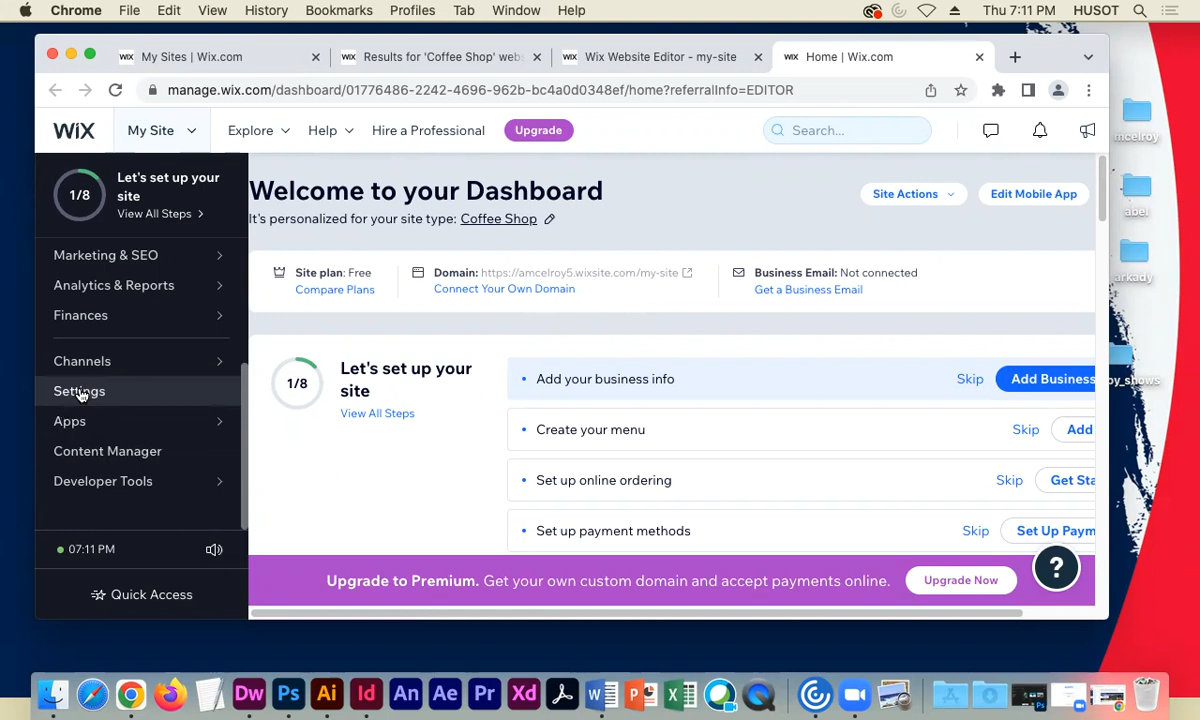 Chrome File Edit View History Bookmarks Profiles Tab Window Help Thu 7:11 PM HUSOT
WiX My Sites | Wix.com WiX Results for 'Coffee Shop' web WiX Wix Website Editor - my-site WiX Home | Wix.com
manage.wix.com/dashboard/01776486-2242-4696-962b-bc4a0d0348ef/home?referralInfo=EDITOR
WiX My Site Explore Help Hire a Professional Upgrade Search...
1/8 Let's set up your site
View All Steps
Marketing & SEO
Analytics & Reports
Finances
Channels
Settings
Apps
Content Manager
Developer Tools
07:11 PM
Quick Access
Welcome to your Dashboard
It's personalized for your site type: Coffee Shop
Site Actions Edit Mobile App
Site plan: Free
Compare Plans
Domain: https://amcelroy5.wixsite.com/my-site
Connect Your Own Domain
Business Email: Not connected
Get a Business Email
1/8 Let's set up your
site
View All Steps
Add your business info Skip Add Business
Create your menu Skip Add
Set up online ordering Skip Get Sta
Set up payment methods Skip Set Up Paym
Upgrade to Premium. Get your own custom domain and accept payments online. Upgrade Now
?
mcelroy
abel
arkady
by_shows
Dw Ps Ai Id An Ae Pr Xd W P X